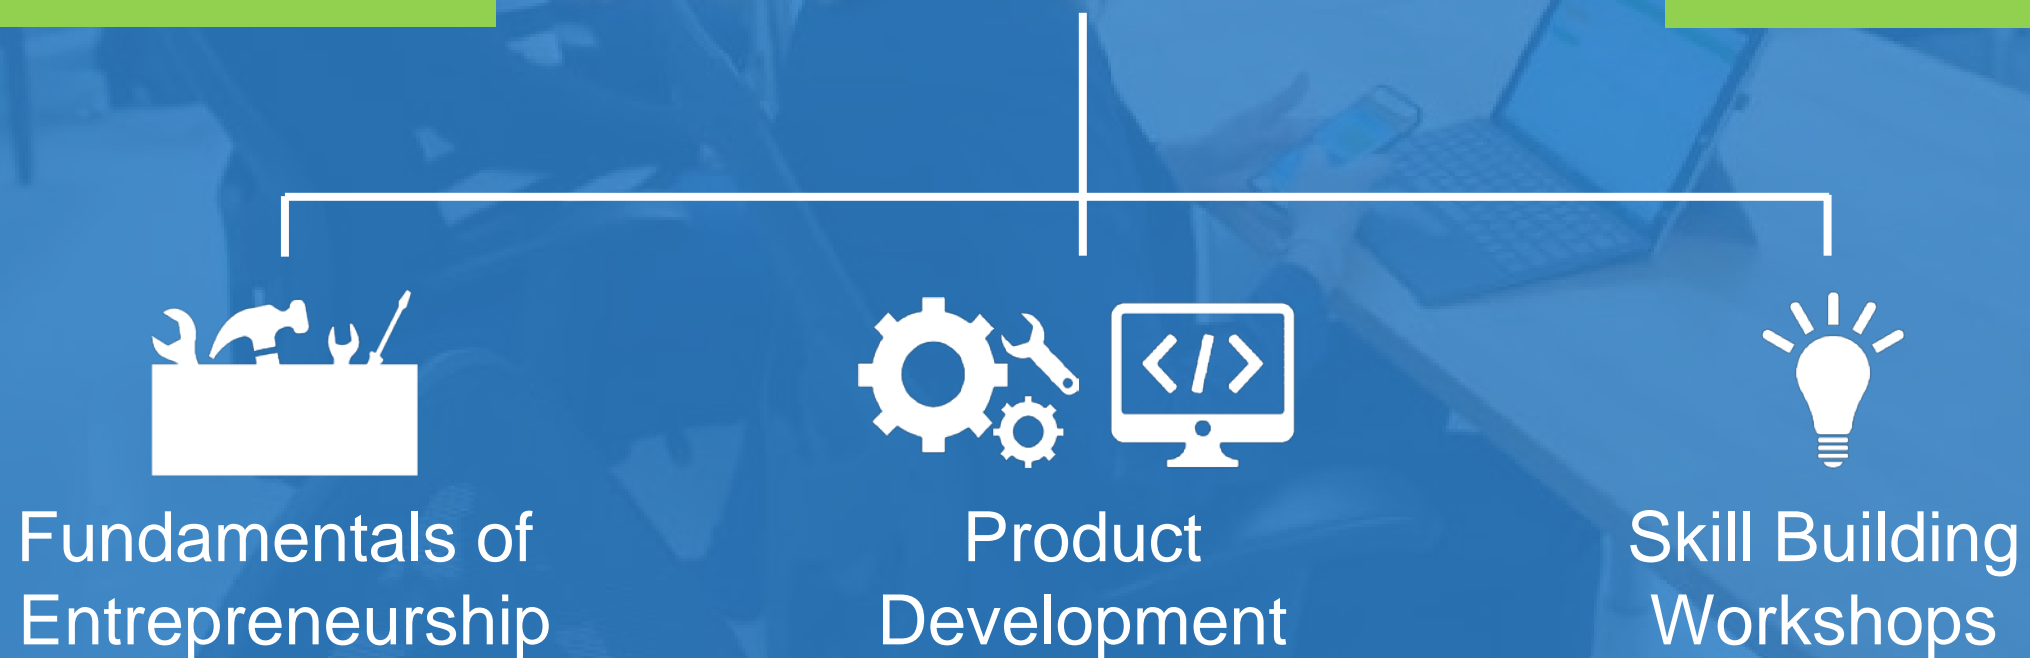 Fundamentals of
Entrepreneurship
Product
Development
Skill Building
Workshops